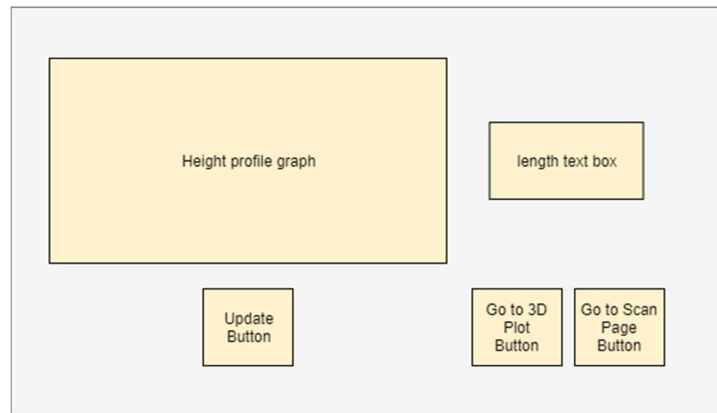 Height profile graph
length text box
Update
Button
Go to 3D
Plot
Button
Go to Scan
Page
Button